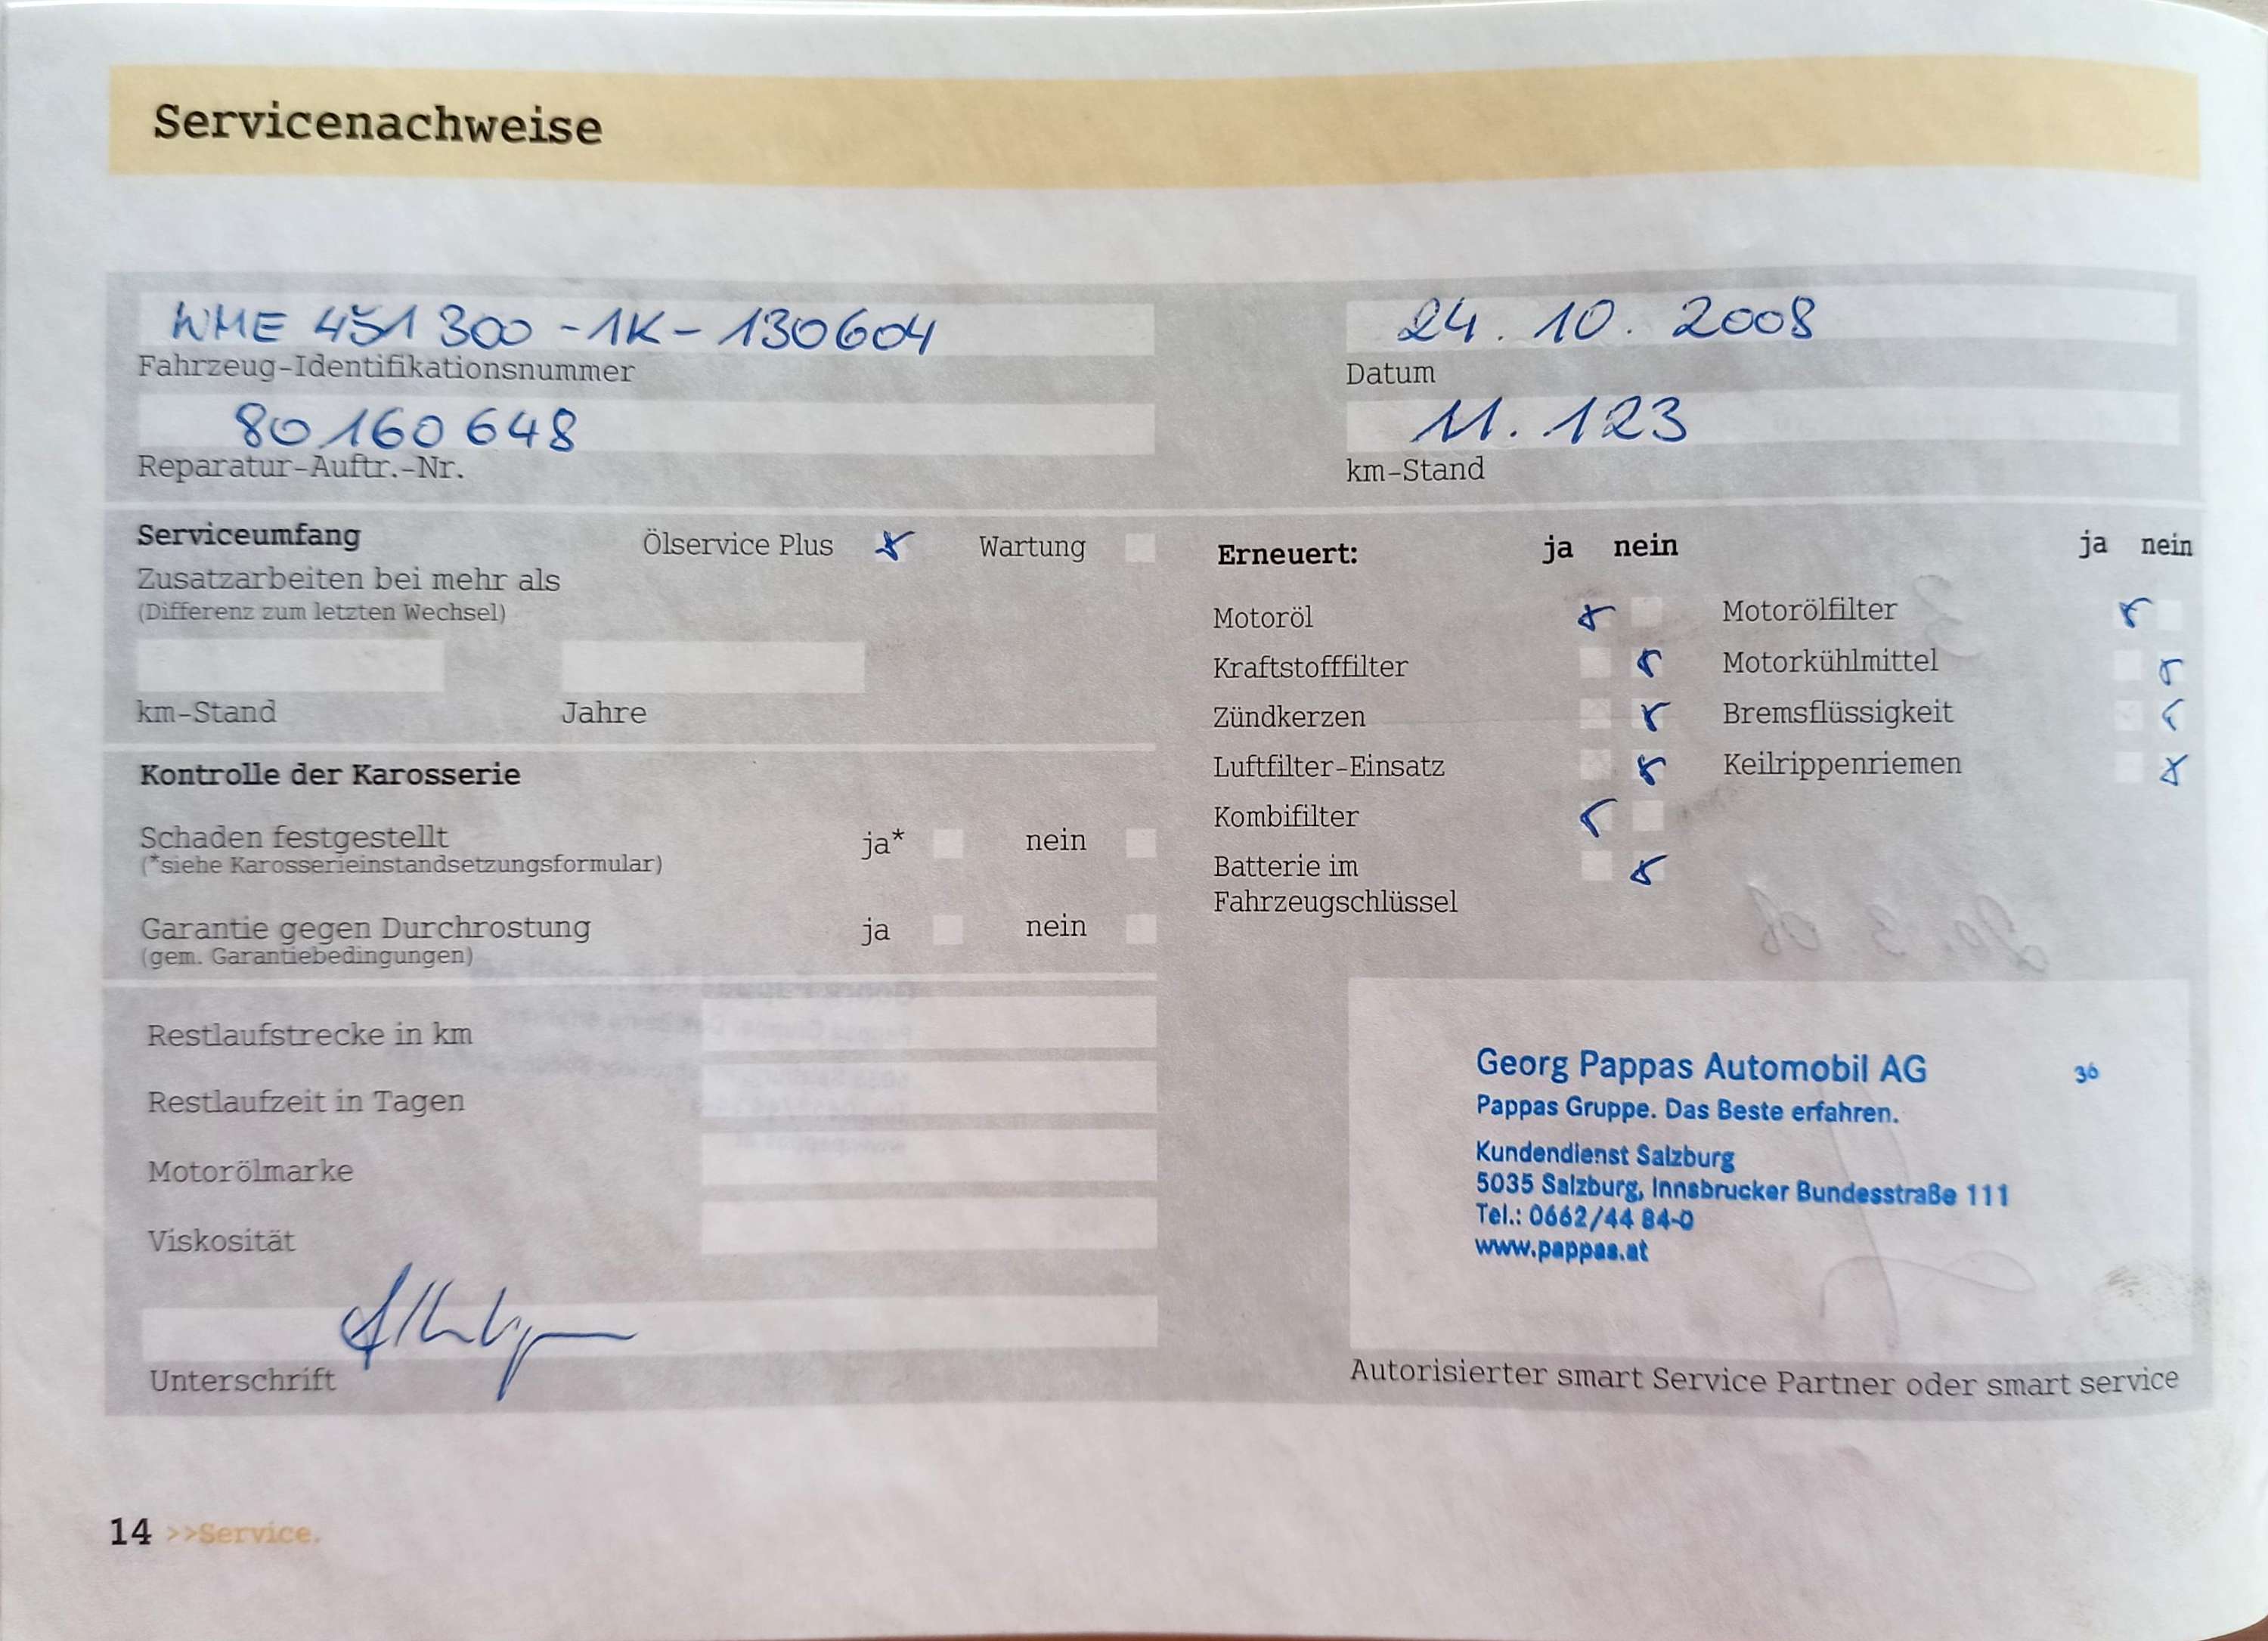 Servicenachweise
WME 451 300 - 1K - 130604
Fahrzeug-Identifikationsnummer
24. 10. 2008
Datum
80 160 648
Reparatur-Auftr.-Nr.
11. 123
km-Stand
Serviceumfang Ölservice Plus x Wartung
Zusatzarbeiten bei mehr als
(Differenz zum letzten Wechsel)
km-Stand Jahre
Kontrolle der Karosserie
Schaden festgestellt ja* nein
(*siehe Karosserieinstandsetzungsformular)
Garantie gegen Durchrostung ja nein
(gem. Garantiebedingungen)
Restlaufstrecke in km
Restlaufzeit in Tagen
Motorölmarke
Viskosität
Unterschrift
Erneuert: ja nein ja nein
Motoröl x Motorölfilter x
Kraftstofffilter x Motorkühlmittel x
Zündkerzen x Bremsflüssigkeit x
Luftfilter-Einsatz x Keilrippenriemen x
Kombifilter x
Batterie im x
Fahrzeugschlüssel
Georg Pappas Automobil AG 36
Pappas Gruppe. Das Beste erfahren.
Kundendienst Salzburg
5035 Salzburg, Innsbrucker Bundesstraße 111
Tel.: 0662/44 84-0
www.pappas.at
Autorisierter smart Service Partner oder smart service
14 >>Service.